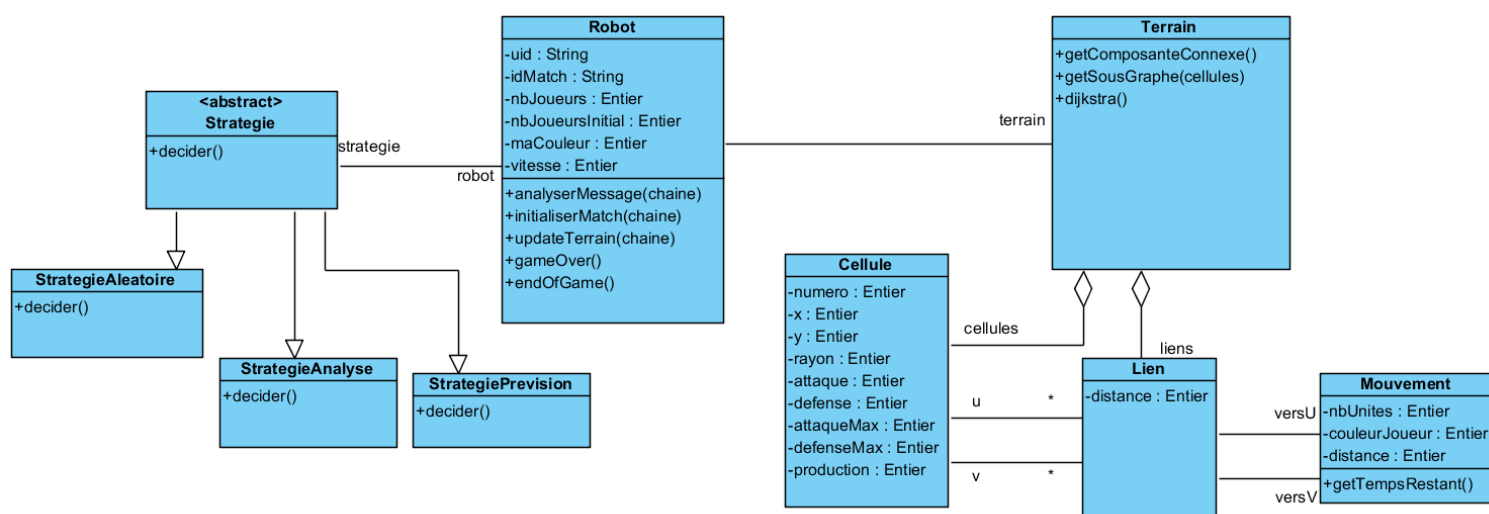 <abstract>
Strategie
+decider()
strategie
robot
StrategieAleatoire
+decider()
StrategieAnalyse
+decider()
StrategiePrevision
+decider()
Robot
-uid : String
-idMatch : String
-nbJoueurs : Entier
-nbJoueursInitial : Entier
-maCouleur : Entier
-vitesse : Entier
+analyserMessage(chaine)
+initialiserMatch(chaine)
+updateTerrain(chaine)
+gameOver()
+endOfGame()
terrain
Terrain
+getComposanteConnexe()
+getSousGraphe(cellules)
+dijkstra()
Cellule
-numero : Entier
-x : Entier
-y : Entier
-rayon : Entier
-attaque : Entier
-defense : Entier
-attaqueMax : Entier
-defenseMax : Entier
-production : Entier
cellules
liens
u *
v *
Lien
-distance : Entier
versU
versV
Mouvement
-nbUnites : Entier
-couleurJoueur : Entier
-distance : Entier
+getTempsRestant()